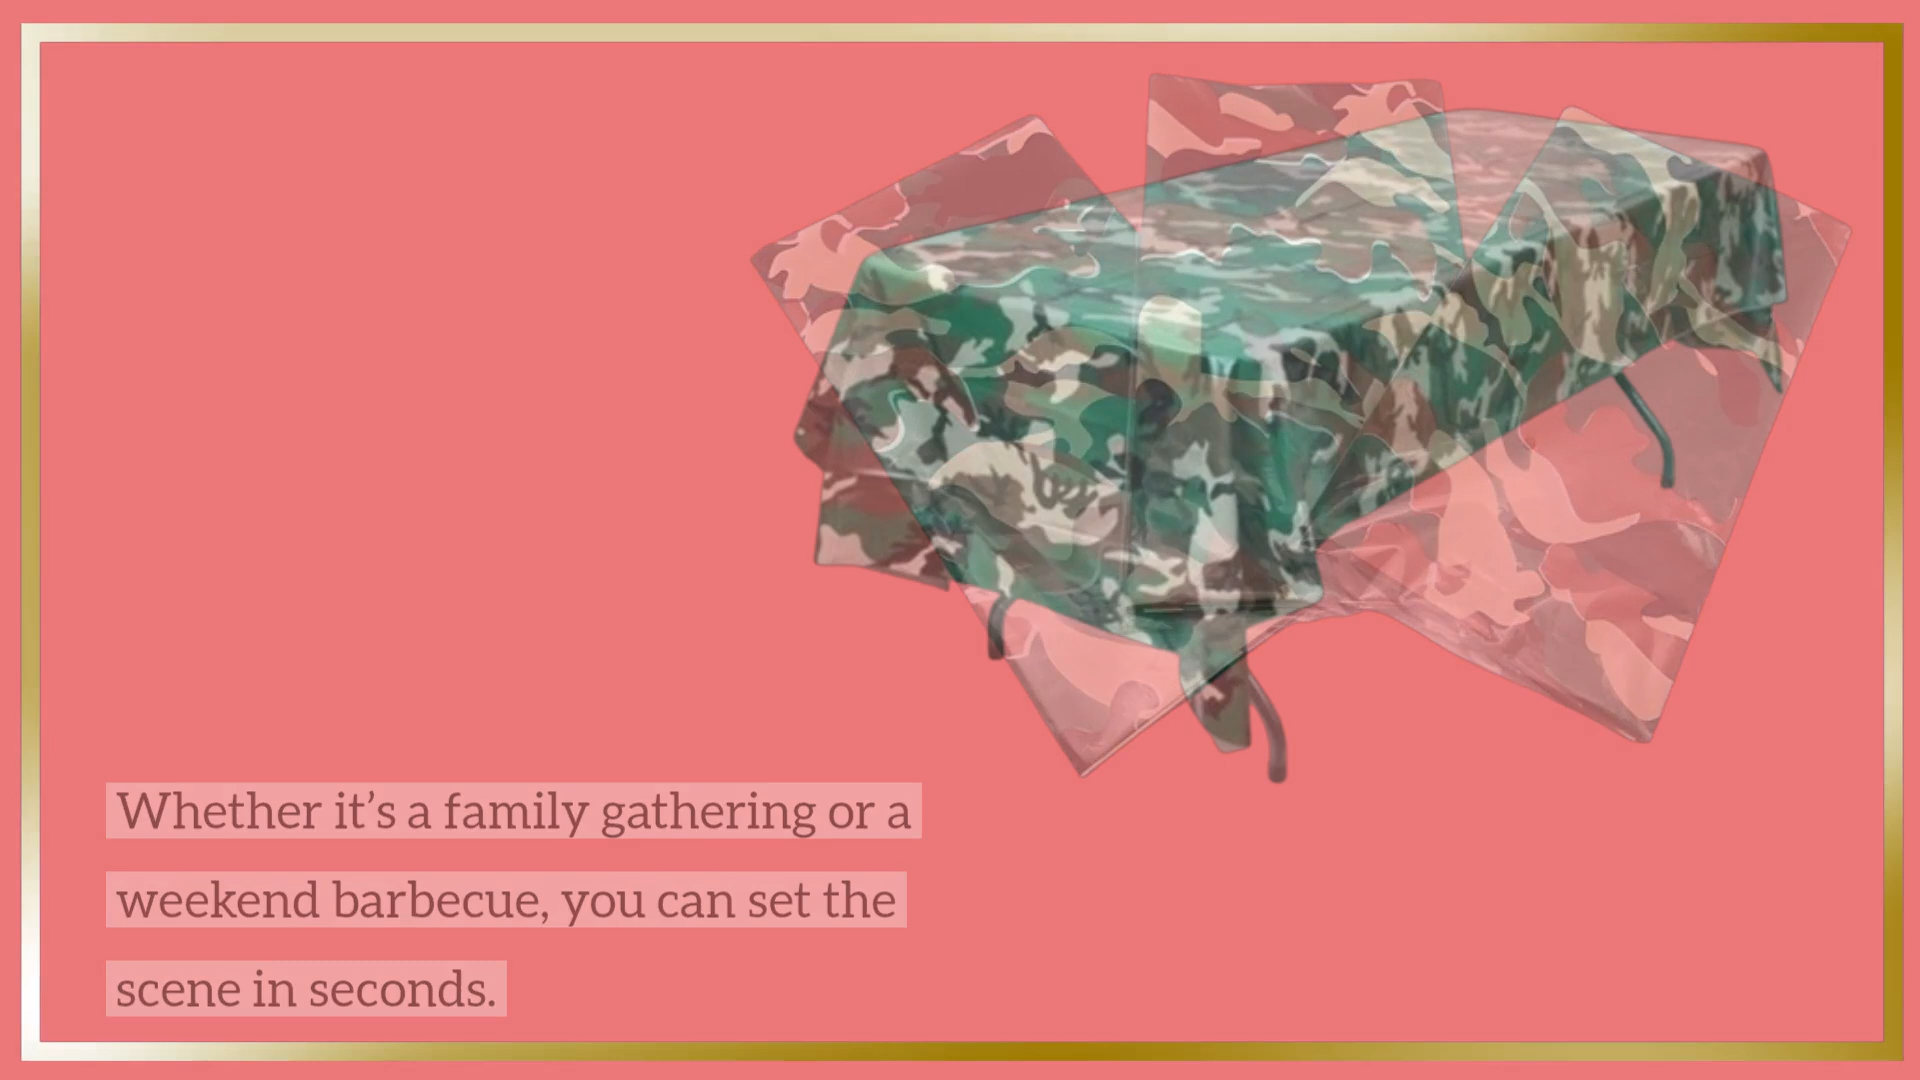 Whether it’s a family gathering or a
weekend barbecue, you can set the
scene in seconds.